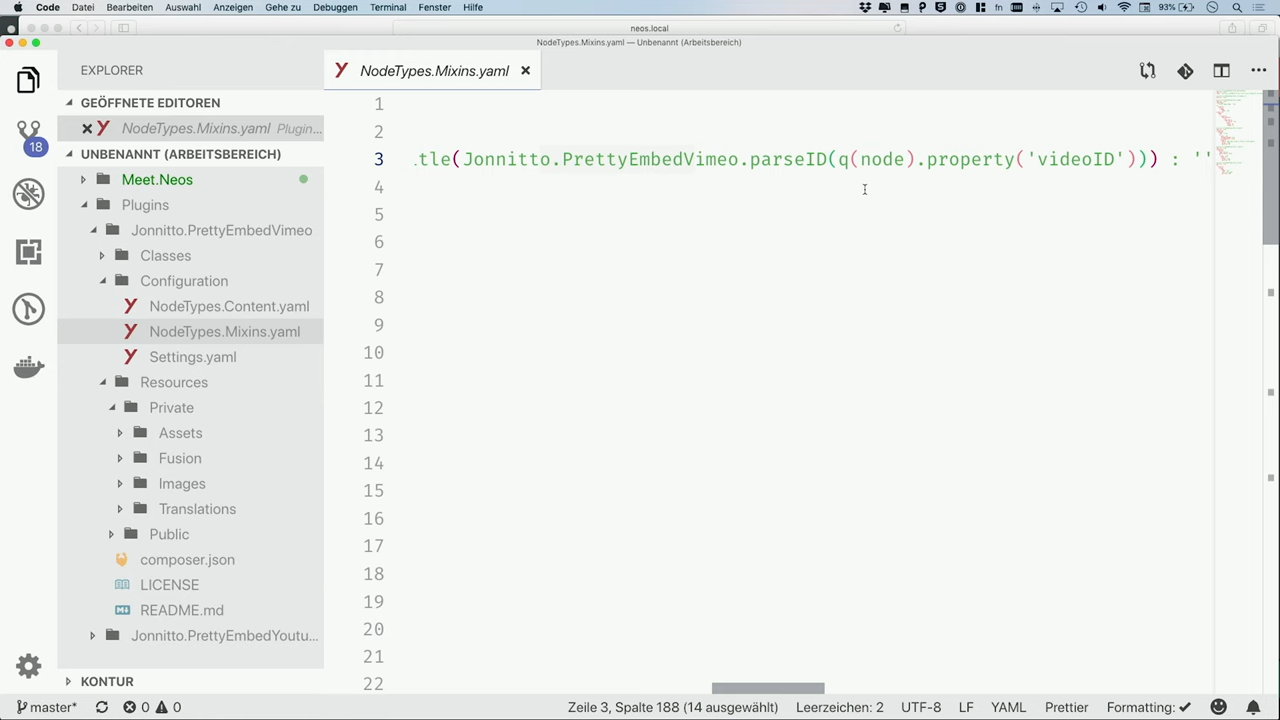 Code Datei Bearbeiten Auswahl Anzeigen Gehe zu Debuggen Terminal Fenster Hilfe fn 93%
neos.local
NodeTypes.Mixins.yaml — Unbenannt (Arbeitsbereich)
EXPLORER
NodeTypes.Mixins.yaml
GEÖFFNETE EDITOREN
NodeTypes.Mixins.yaml Plugin...
UNBENANNT (ARBEITSBEREICH)
Meet.Neos
Plugins
Jonnitto.PrettyEmbedVimeo
Classes
Configuration
NodeTypes.Content.yaml
NodeTypes.Mixins.yaml
Settings.yaml
Resources
Private
Assets
Fusion
Images
Translations
Public
composer.json
LICENSE
README.md
Jonnitto.PrettyEmbedYoutu...
KONTUR
18
1
2
3 .tle(Jonnitto.PrettyEmbedVimeo.parseID(q(node).property('videoID'))) : '
4
5
6
7
8
9
10
11
12
13
14
15
16
17
18
19
20
21
22
master* 0 0 Zeile 3, Spalte 188 (14 ausgewählt) Leerzeichen: 2 UTF-8 LF YAML Prettier Formatting: